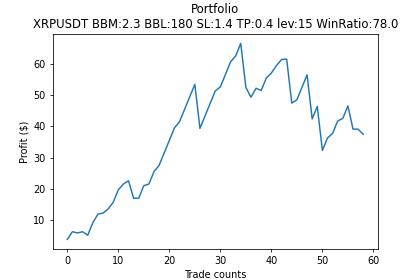 Portfolio
XRPUSDT BBM:2.3 BBL:180 SL:1.4 TP:0.4 lev:15 WinRatio:78.0
Profit ($)
60
50
40
30
20
10
0 10 20 30 40 50 60
Trade counts